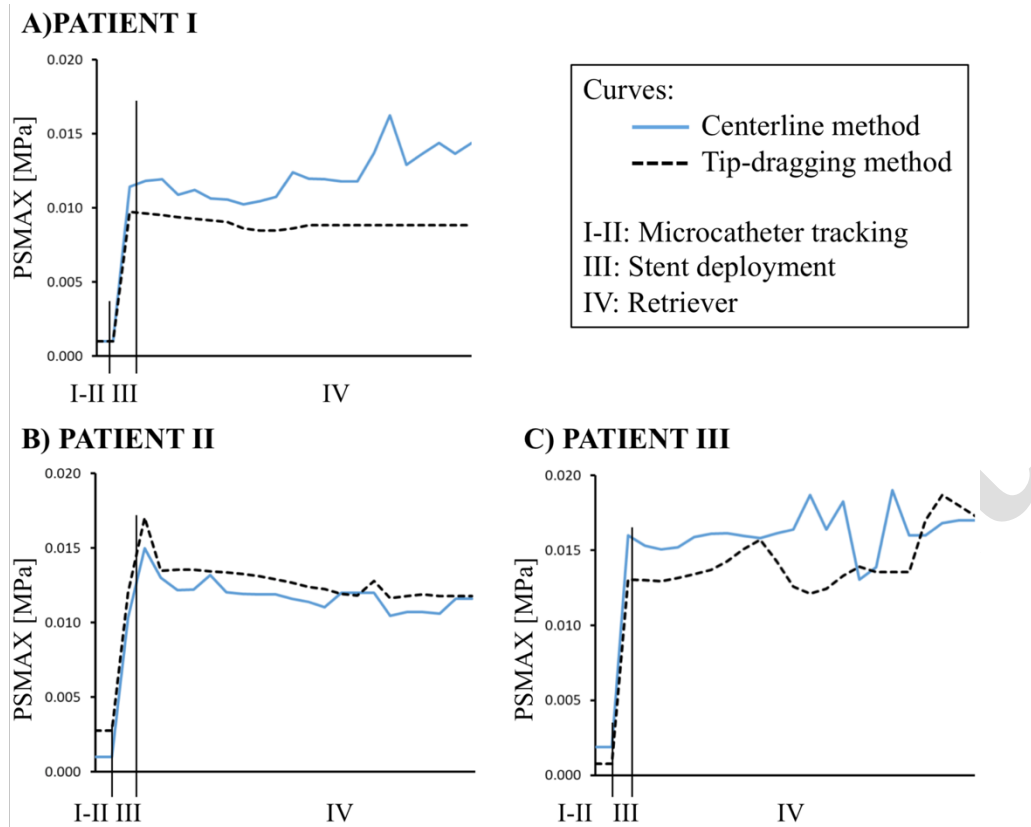 A)PATIENT I
0.020
0.015
0.010
0.005
0.000
PSMAX [MPa]
I-II III IV
Curves:
Centerline method
Tip-dragging method
I-II: Microcatheter tracking
III: Stent deployment
IV: Retriever
B) PATIENT II
0.020
0.015
0.010
0.005
0.000
PSMAX [MPa]
I-II III IV
C) PATIENT III
0.020
0.015
0.010
0.005
0.000
PSMAX [MPa]
I-II III IV